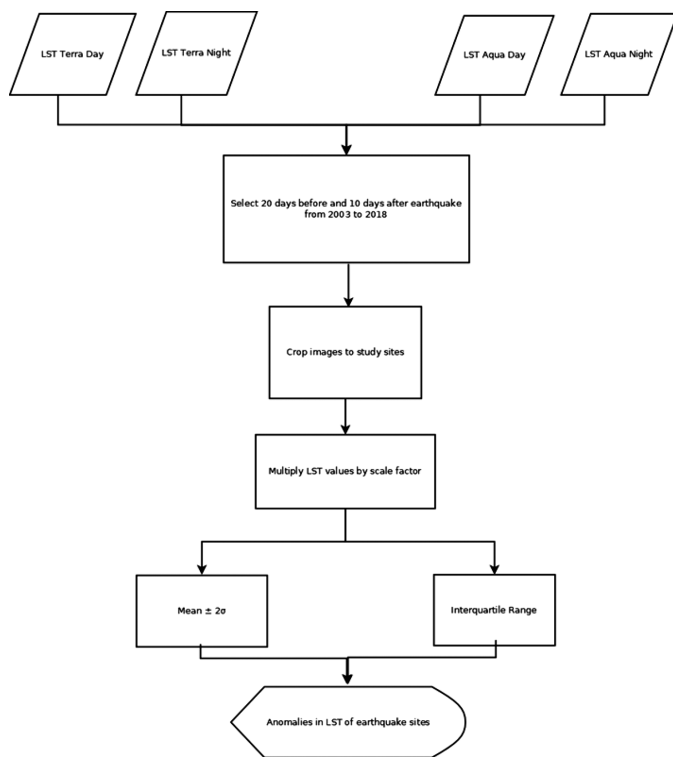 LST Terra Day
LST Terra Night
LST Aqua Day
LST Aqua Night
Select 20 days before and 10 days after earthquake
from 2003 to 2018
Crop images to study sites
Multiply LST values by scale factor
Mean ± 2σ
Interquartile Range
Anomalies in LST of earthquake sites